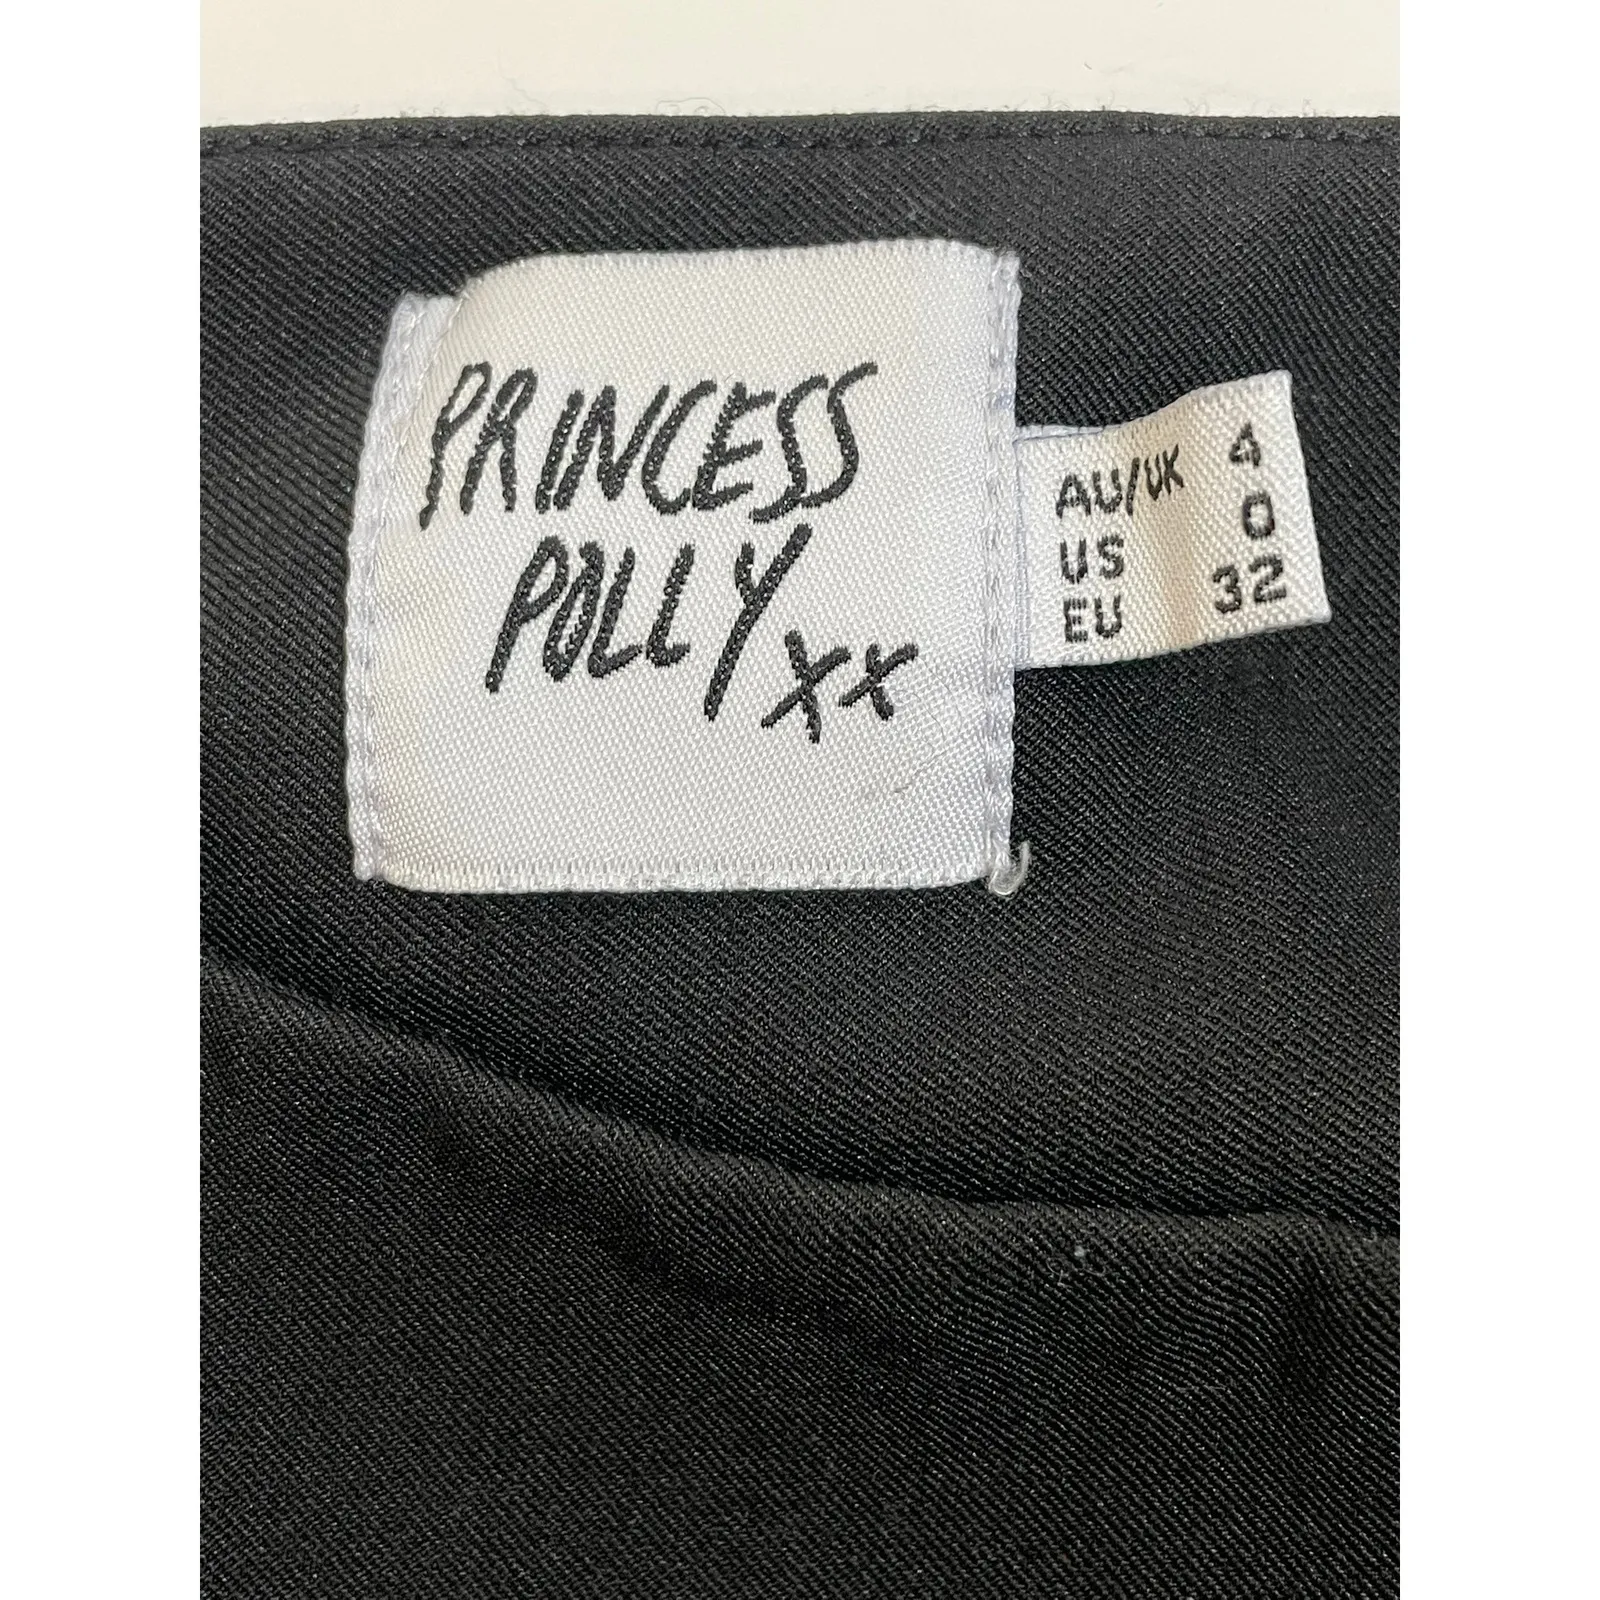 PRINCESS
POLLY xx
AU/UK 4
US 0
EU 32